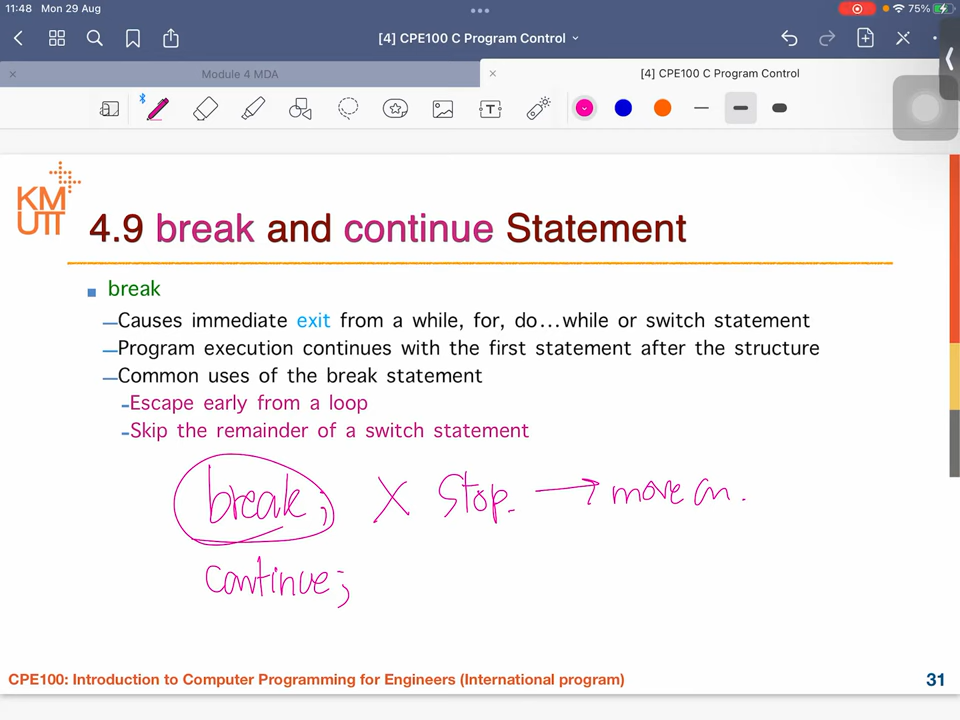 11:48 Mon 29 Aug
75%
[4] CPE100 C Program Control
Module 4 MDA
[4] CPE100 C Program Control
KM
UTT
4.9 break and continue Statement
break
—Causes immediate exit from a while, for, do...while or switch statement
—Program execution continues with the first statement after the structure
—Common uses of the break statement
-Escape early from a loop
-Skip the remainder of a switch statement
break; X Stop. → move on.
continue;
CPE100: Introduction to Computer Programming for Engineers (International program)
31